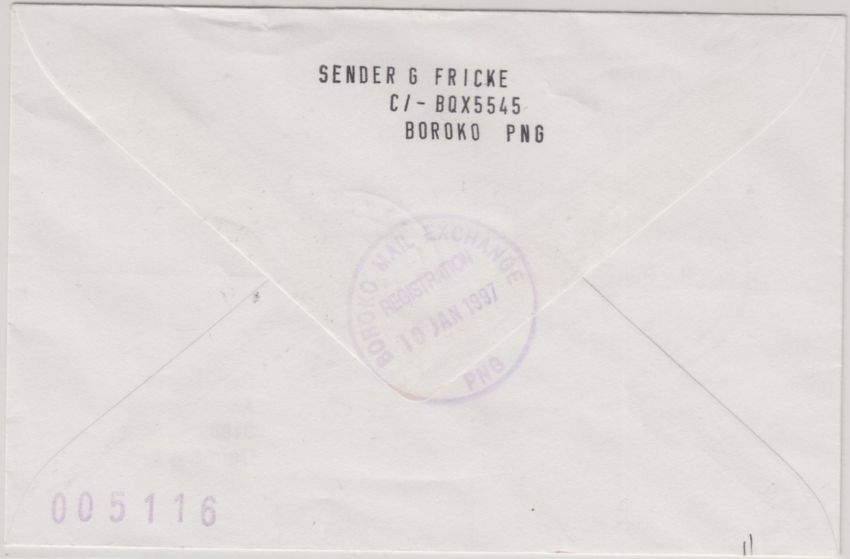 SENDER G FRICKE
C/- BOX5545
BOROKO PNG
BOROKO MAIL EXCHANGE
REGISTRATION
10 JAN 1997
PNG
005116